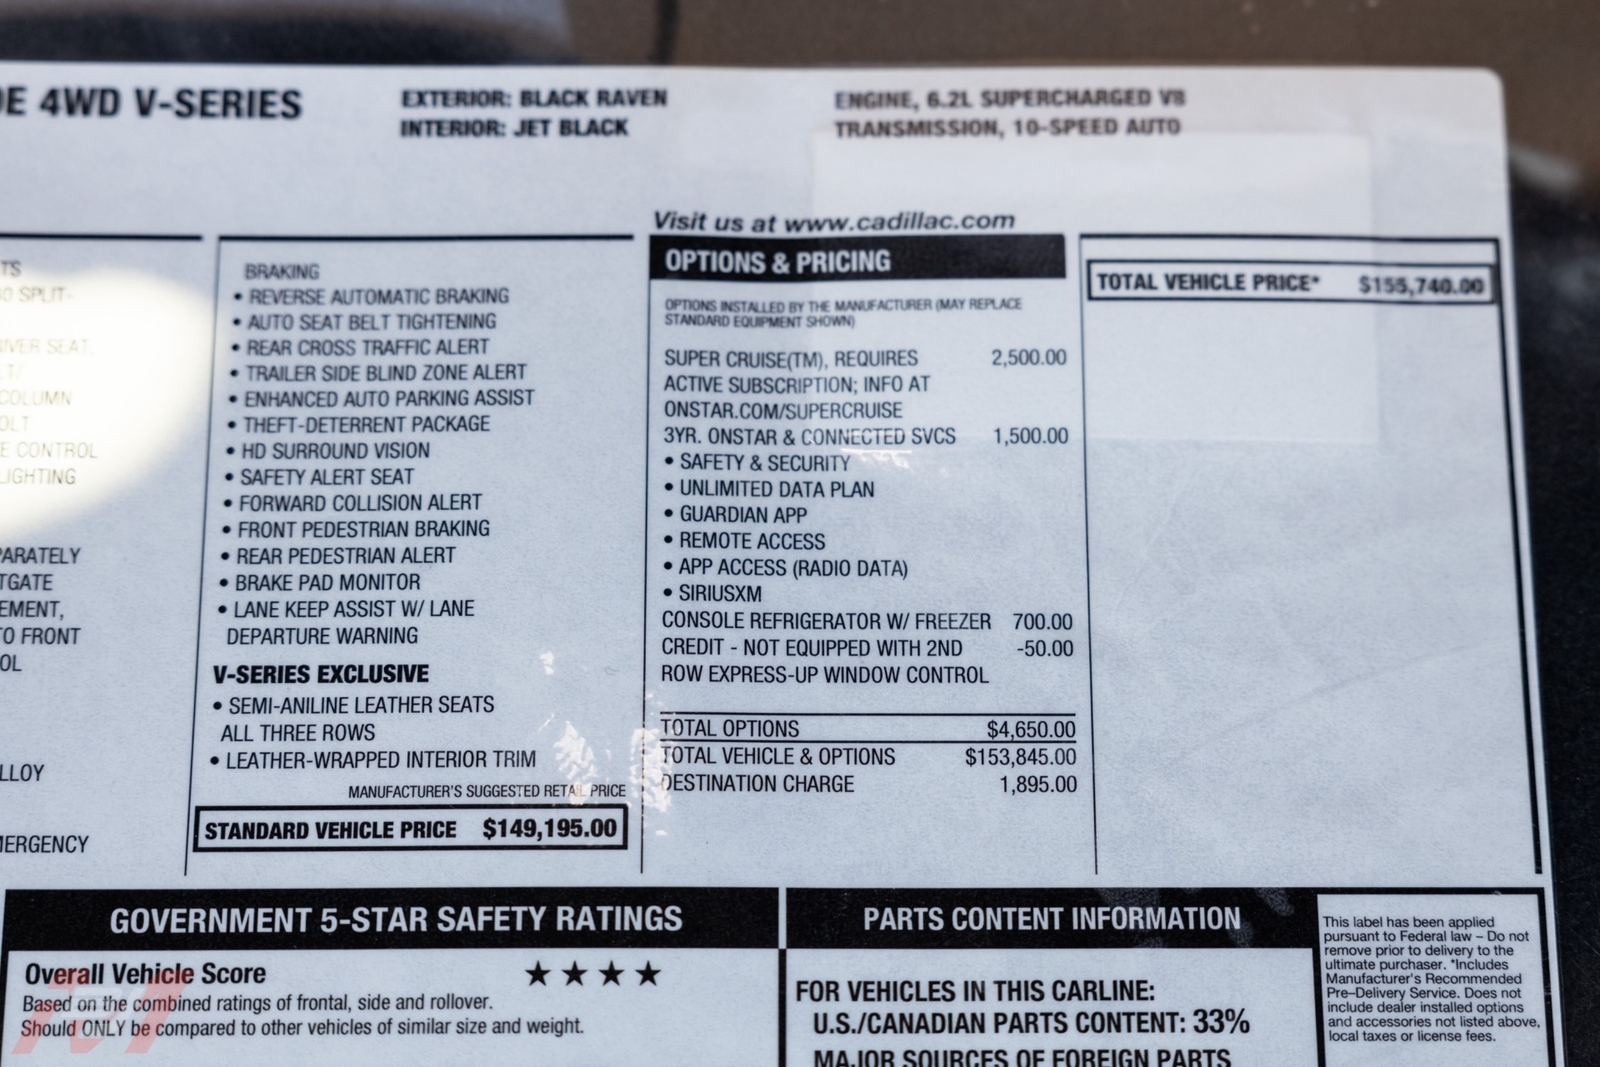 4WD V-SERIES
EXTERIOR: BLACK RAVEN
INTERIOR: JET BLACK
ENGINE, 6.2L SUPERCHARGED V8
TRANSMISSION, 10-SPEED AUTO
SPLIT-
SEAT,
COLUMN
CONTROL
FRONT
BRAKING
• REVERSE AUTOMATIC BRAKING
• AUTO SEAT BELT TIGHTENING
• REAR CROSS TRAFFIC ALERT
• TRAILER SIDE BLIND ZONE ALERT
• ENHANCED AUTO PARKING ASSIST
• THEFT-DETERRENT PACKAGE
• HD SURROUND VISION
• SAFETY ALERT SEAT
• FORWARD COLLISION ALERT
• FRONT PEDESTRIAN BRAKING
• REAR PEDESTRIAN ALERT
• BRAKE PAD MONITOR
• LANE KEEP ASSIST W/ LANE
DEPARTURE WARNING
V-SERIES EXCLUSIVE
• SEMI-ANILINE LEATHER SEATS
ALL THREE ROWS
• LEATHER-WRAPPED INTERIOR TRIM
MANUFACTURER'S SUGGESTED RETAIL PRICE
STANDARD VEHICLE PRICE $149,195.00
Visit us at www.cadillac.com
OPTIONS & PRICING
OPTIONS INSTALLED BY THE MANUFACTURER (MAY REPLACE
STANDARD EQUIPMENT SHOWN)
SUPER CRUISE(TM), REQUIRES 2,500.00
ACTIVE SUBSCRIPTION; INFO AT
ONSTAR.COM/SUPERCRUISE
3YR. ONSTAR & CONNECTED SVCS 1,500.00
• SAFETY & SECURITY
• UNLIMITED DATA PLAN
• GUARDIAN APP
• REMOTE ACCESS
• APP ACCESS (RADIO DATA)
• SIRIUSXM
CONSOLE REFRIGERATOR W/ FREEZER 700.00
CREDIT - NOT EQUIPPED WITH 2ND -50.00
ROW EXPRESS-UP WINDOW CONTROL
TOTAL OPTIONS $4,650.00
TOTAL VEHICLE & OPTIONS $153,845.00
DESTINATION CHARGE 1,895.00
TOTAL VEHICLE PRICE* $155,740.00
GOVERNMENT 5-STAR SAFETY RATINGS
Overall Vehicle Score ★★★★
Based on the combined ratings of frontal, side and rollover.
Should ONLY be compared to other vehicles of similar size and weight.
PARTS CONTENT INFORMATION
FOR VEHICLES IN THIS CARLINE:
U.S./CANADIAN PARTS CONTENT: 33%
MAJOR SOURCES OF FOREIGN PARTS
This label has been applied
pursuant to Federal law – Do not
remove prior to delivery to the
ultimate purchaser. *Includes
Manufacturer's Recommended
Pre–Delivery Service. Does not
include dealer installed options
and accessories not listed above,
local taxes or license fees.